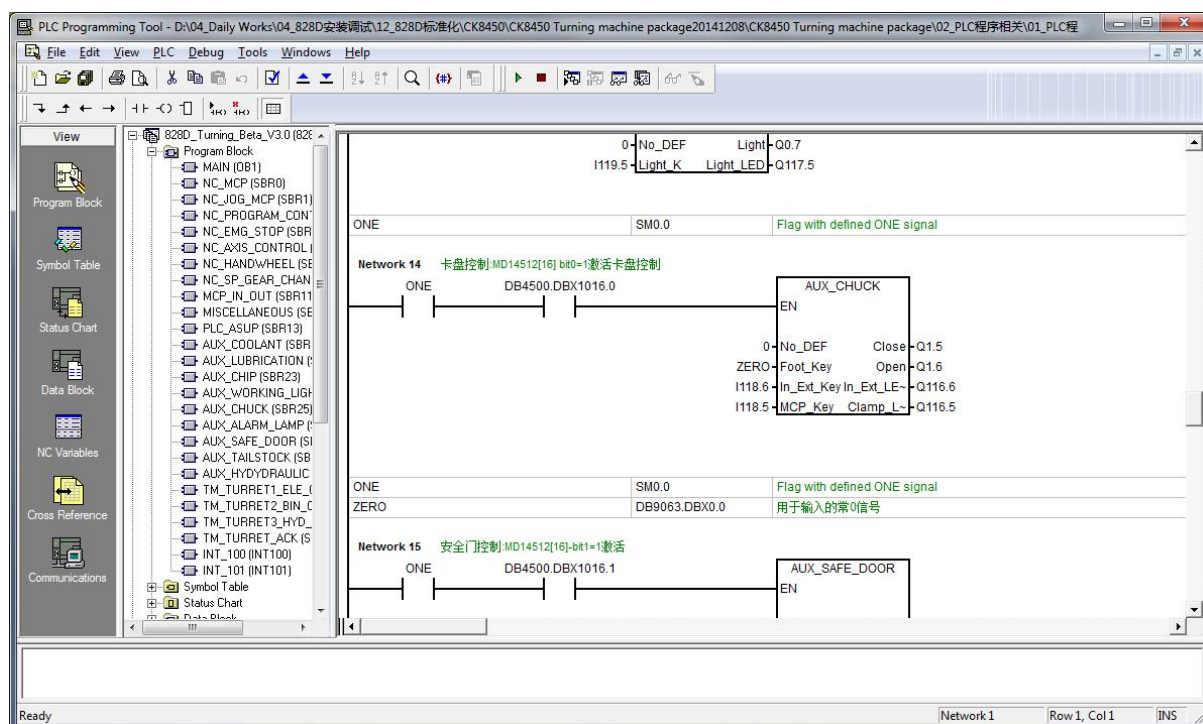 PLC Programming Tool - D:\04_Daily Works\04_828D安装调试\12_828D标准化\CK8450\CK8450 Turning machine package20141208\CK8450 Turning machine package\02_PLC程序相关\01_PLC程
File Edit View PLC Debug Tools Windows Help
View
Program Block
Symbol Table
Status Chart
Data Block
NC Variables
Cross Reference
Communications
828D_Turning_Beta_V3.0 (828
Program Block
MAIN (OB1)
NC_MCP (SBR0)
NC_JOG_MCP (SBR1)
NC_PROGRAM_CON
NC_EMG_STOP (SBR
NC_AXIS_CONTROL
NC_HANDWHEEL (SE
NC_SP_GEAR_CHAN
MCP_IN_OUT (SBR11
MISCELLANEOUS (SE
PLC_ASUP (SBR13)
AUX_COOLANT (SBR
AUX_LUBRICATION (
AUX_CHIP (SBR23)
AUX_WORKING_LIGH
AUX_CHUCK (SBR25)
AUX_ALARM_LAMP (
AUX_SAFE_DOOR (SI
AUX_TAILSTOCK (SB
AUX_HYDYDRAULIC
TM_TURRET1_ELE_
TM_TURRET2_BIN_
TM_TURRET3_HYD_
TM_TURRET_ACK (S
INT_100 (INT100)
INT_101 (INT101)
Symbol Table
Status Chart
Data Block
0 No_DEF Light Q0.7
I119.5 Light_K Light_LED Q117.5
ONE SM0.0 Flag with defined ONE signal
Network 14 卡盘控制:MD14512[16] bit0=1激活卡盘控制
ONE DB4500.DBX1016.0 AUX_CHUCK
EN
0 No_DEF Close Q1.5
ZERO Foot_Key Open Q1.6
I118.6 In_Ext_Key In_Ext_LE~ Q116.6
I118.5 MCP_Key Clamp_L~ Q116.5
ONE SM0.0 Flag with defined ONE signal
ZERO DB9063.DBX0.0 用于输入的常0信号
Network 15 安全门控制:MD14512[16]-bit1=1激活
ONE DB4500.DBX1016.1 AUX_SAFE_DOOR
EN
Ready Network 1 Row 1, Col 1 INS